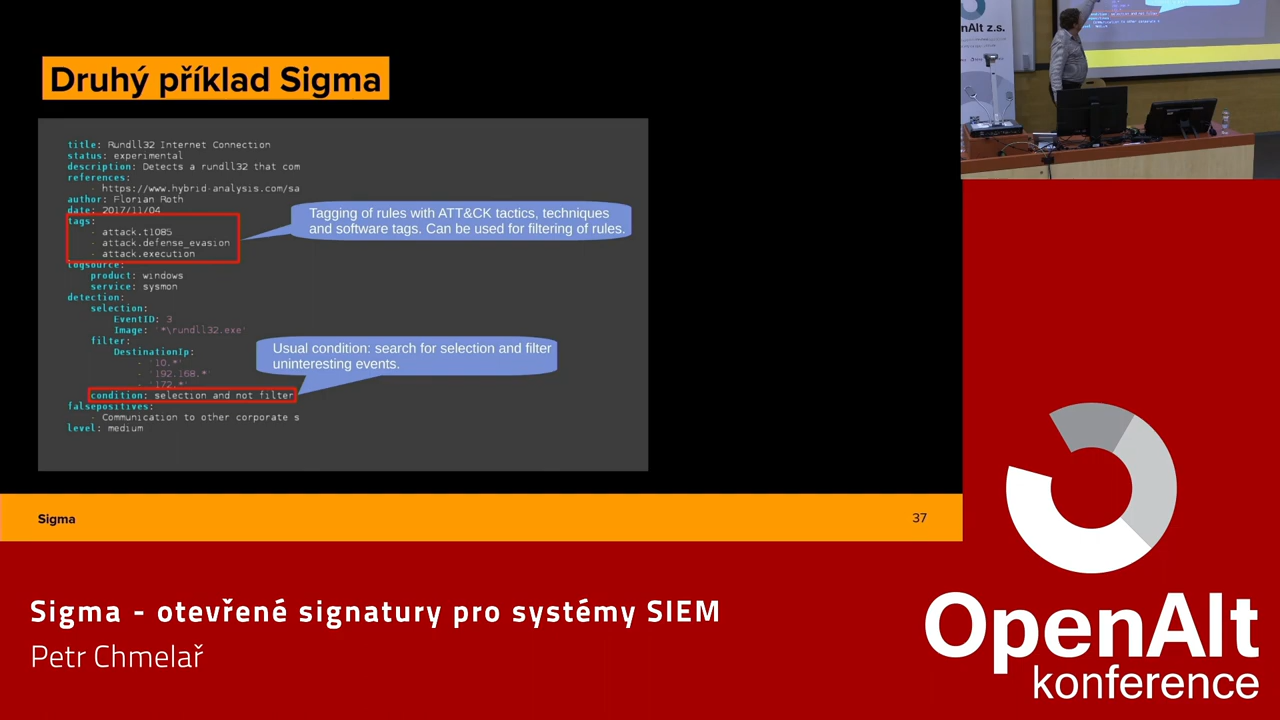 Druhý příklad Sigma
title: Rundll32 Internet Connection
status: experimental
description: Detects a rundll32 that com
references:
- https://www.hybrid-analysis.com/sa
author: Florian Roth
date: 2017/11/04
tags:
- attack.t1085
- attack.defense_evasion
- attack.execution
logsource:
product: windows
service: sysmon
detection:
selection:
EventID: 3
Image: '*\rundll32.exe'
filter:
DestinationIp:
- '10.*'
- '192.168.*'
- '172.*'
condition: selection and not filter
falsepositives:
- Communication to other corporate s
level: medium
Tagging of rules with ATT&CK tactics, techniques
and software tags. Can be used for filtering of rules.
Usual condition: search for selection and filter
uninteresting events.
Sigma
37
nAlt z.s.
Sigma - otevřené signatury pro systémy SIEM
Petr Chmelař
OpenAlt
konference